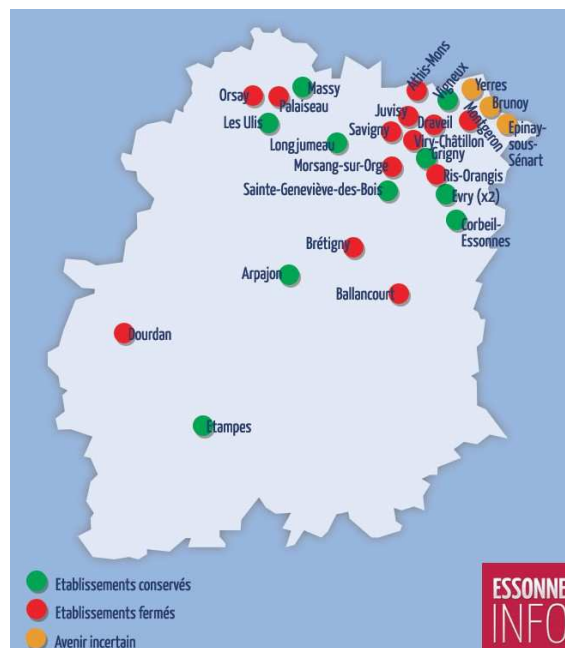 Athis-Mons
Vigneux
Yerres
Brunoy
Epinay-
sous-
Sénart
Massy
Orsay
Palaiseau
Les Ulis
Juvisy
Draveil
Montgeron
Savigny
Viry-Châtillon
Longjumeau
Grigny
Morsang-sur-Orge
Ris-Orangis
Sainte-Geneviève-des-Bois
Evry (x2)
Corbeil-
Essonnes
Brétigny
Arpajon
Ballancourt
Dourdan
Etampes
Etablissements conservés
Etablissements fermés
Avenir incertain
ESSONNE
INFO